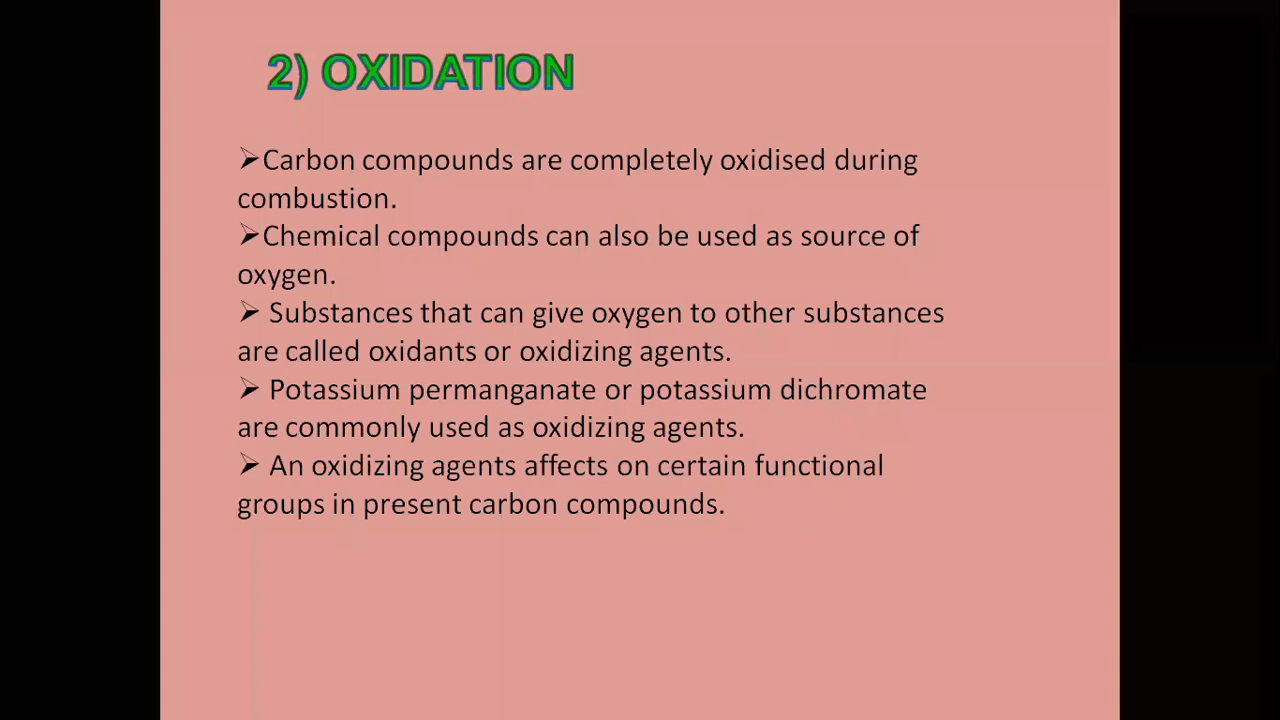 2) OXIDATION
➢Carbon compounds are completely oxidised during
combustion.
➢Chemical compounds can also be used as source of
oxygen.
➢ Substances that can give oxygen to other substances
are called oxidants or oxidizing agents.
➢ Potassium permanganate or potassium dichromate
are commonly used as oxidizing agents.
➢ An oxidizing agents affects on certain functional
groups in present carbon compounds.